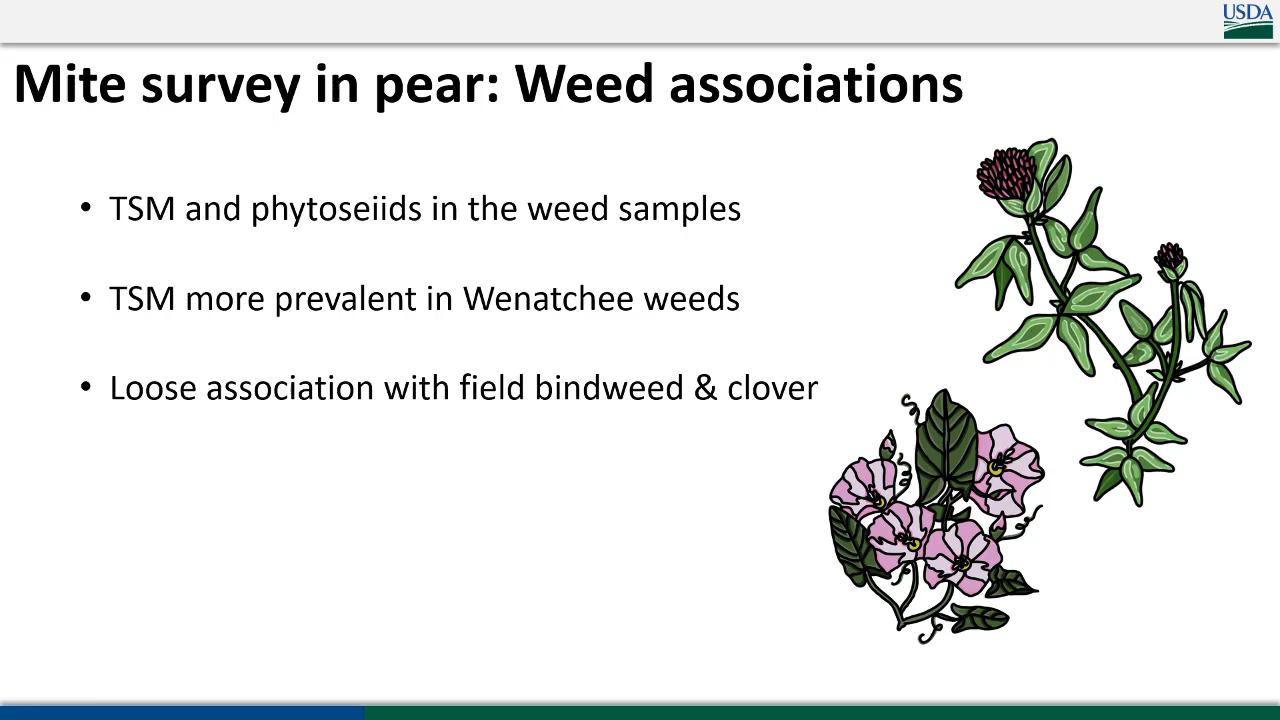 USDA
Mite survey in pear: Weed associations
• TSM and phytoseiids in the weed samples
• TSM more prevalent in Wenatchee weeds
• Loose association with field bindweed & clover